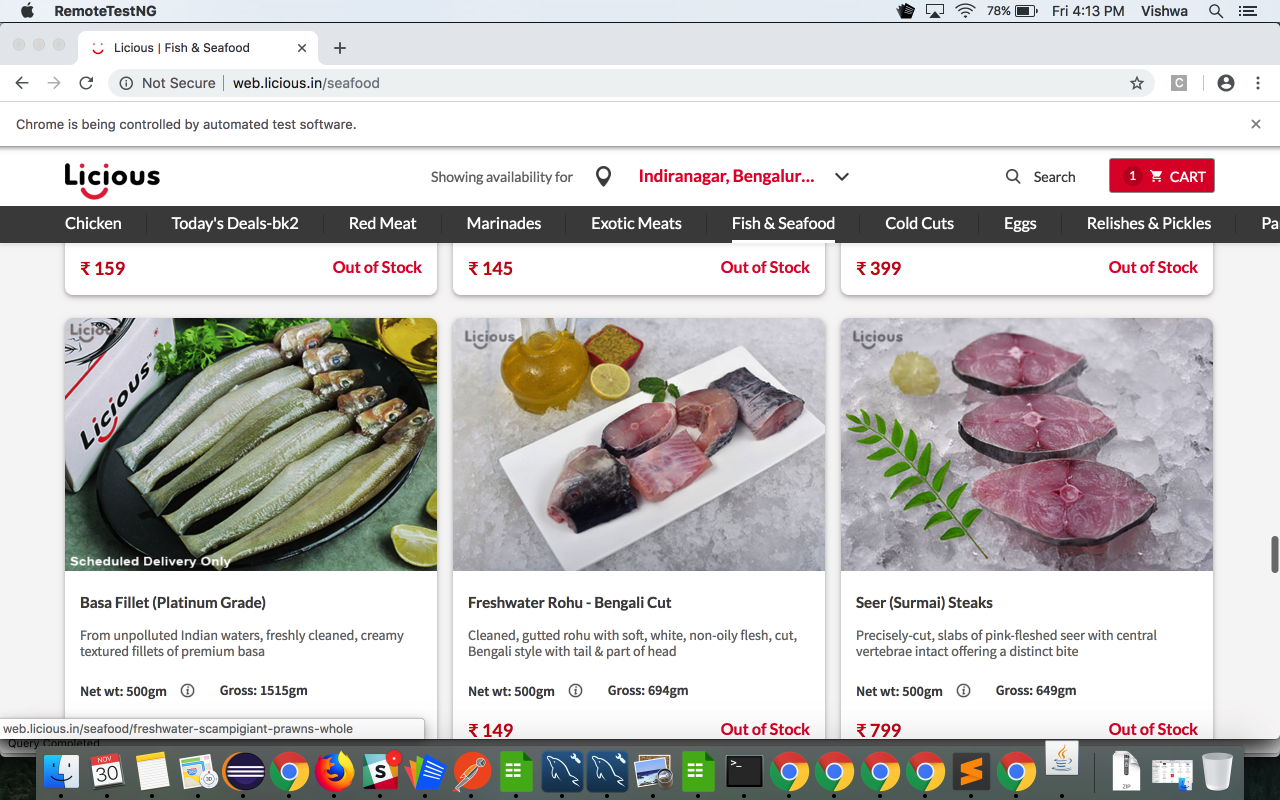 RemoteTestNG
78%
Fri 4:13 PM
Vishwa
Licious | Fish & Seafood
Not Secure
web.licious.in/seafood
C
Chrome is being controlled by automated test software.
Licious
Showing availability for
Indiranagar, Bengalur...
Search
1 CART
Chicken
Today's Deals-bk2
Red Meat
Marinades
Exotic Meats
Fish & Seafood
Cold Cuts
Eggs
Relishes & Pickles
Pa
₹ 159 Out of Stock
₹ 145 Out of Stock
₹ 399 Out of Stock
Licious
LICIOUS™
Scheduled Delivery Only
Licious
Licious
Basa Fillet (Platinum Grade)
From unpolluted Indian waters, freshly cleaned, creamy
textured fillets of premium basa
Net wt: 500gm Gross: 1515gm
Freshwater Rohu - Bengali Cut
Cleaned, gutted rohu with soft, white, non-oily flesh, cut,
Bengali style with tail & part of head
Net wt: 500gm Gross: 694gm
₹ 149 Out of Stock
Seer (Surmai) Steaks
Precisely-cut, slabs of pink-fleshed seer with central
vertebrae intact offering a distinct bite
Net wt: 500gm Gross: 649gm
₹ 799 Out of Stock
web.licious.in/seafood/freshwater-scampigiant-prawns-whole
Query Completed
NOV
30
ZIP